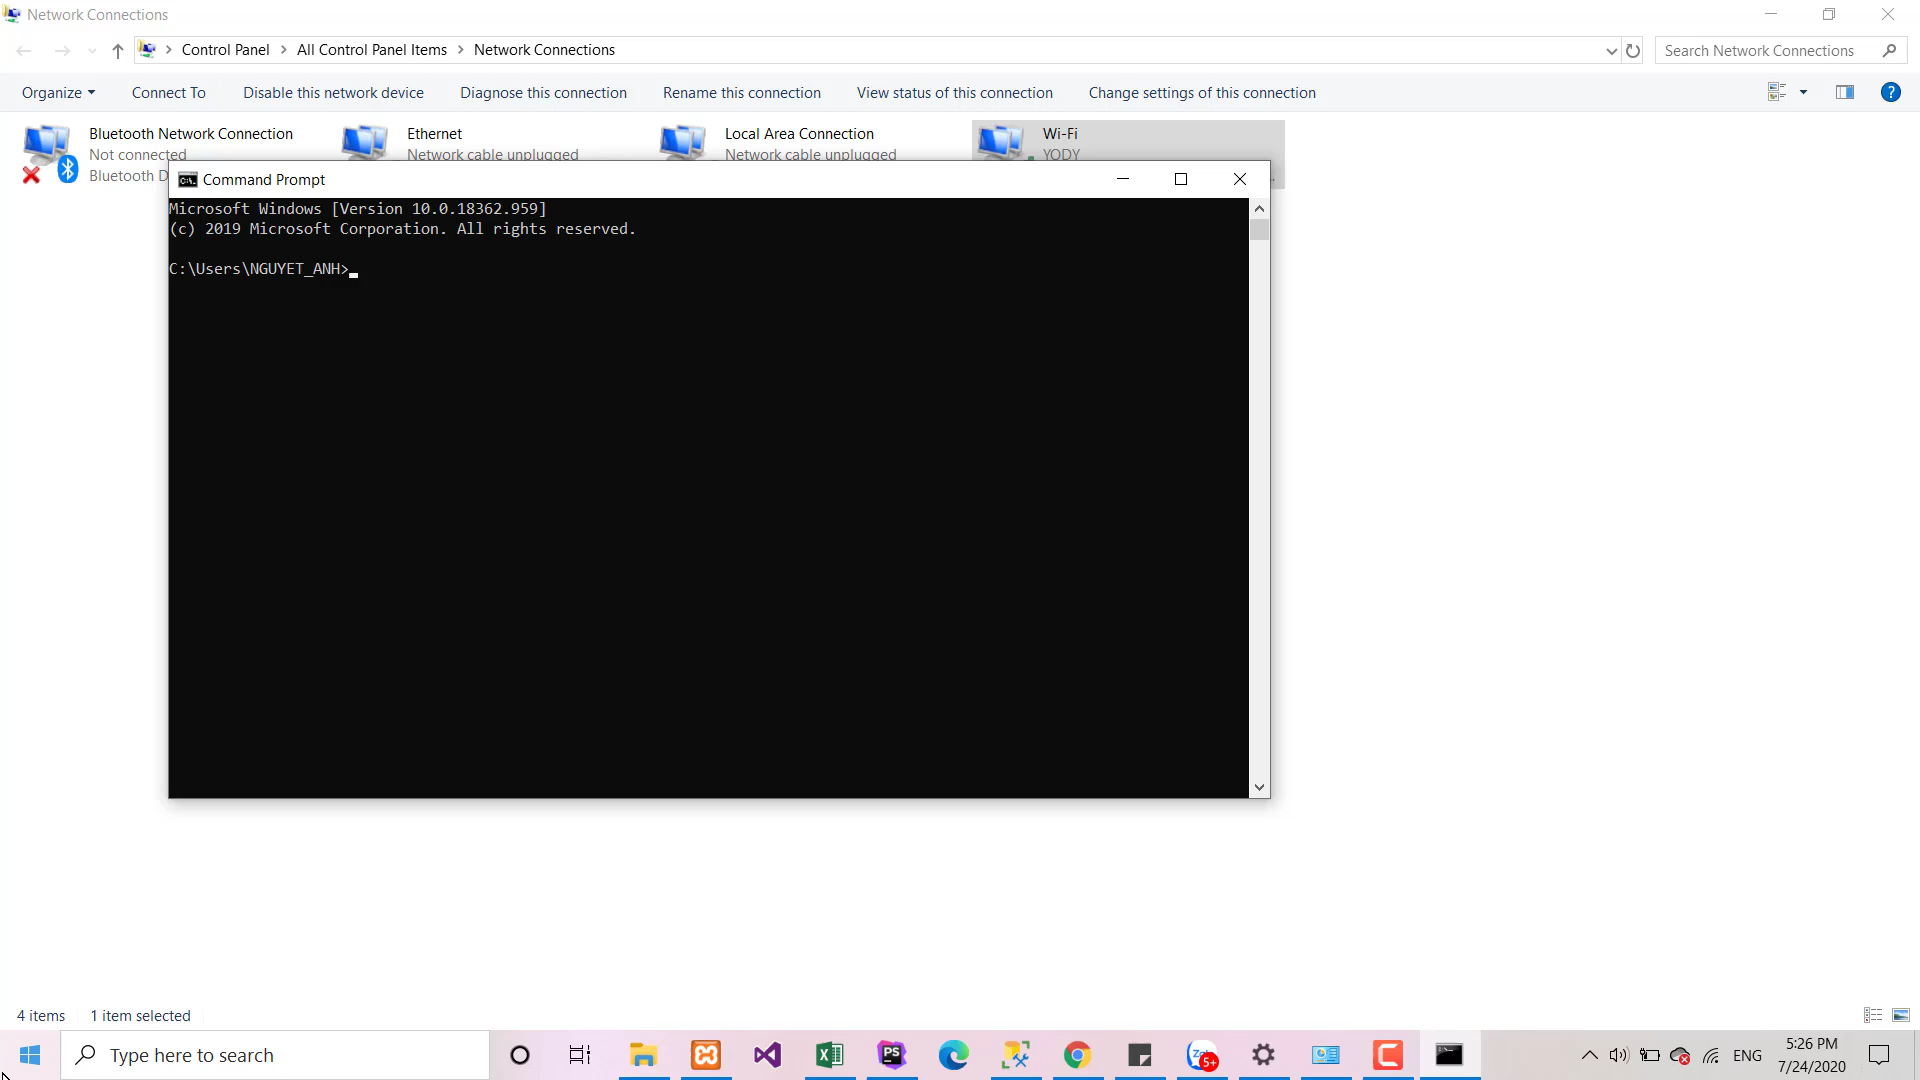 Network Connections
Control Panel > All Control Panel Items > Network Connections
Search Network Connections
Organize Connect To Disable this network device Diagnose this connection Rename this connection View status of this connection Change settings of this connection
Bluetooth Network Connection
Not connected
Bluetooth D
Ethernet
Network cable unplugged
Local Area Connection
Network cable unplugged
Wi-Fi
YODY
Command Prompt
Microsoft Windows [Version 10.0.18362.959]
(c) 2019 Microsoft Corporation. All rights reserved.
C:\Users\NGUYET_ANH>
4 items 1 item selected
Type here to search
PS
5+
ENG
5:26 PM
7/24/2020